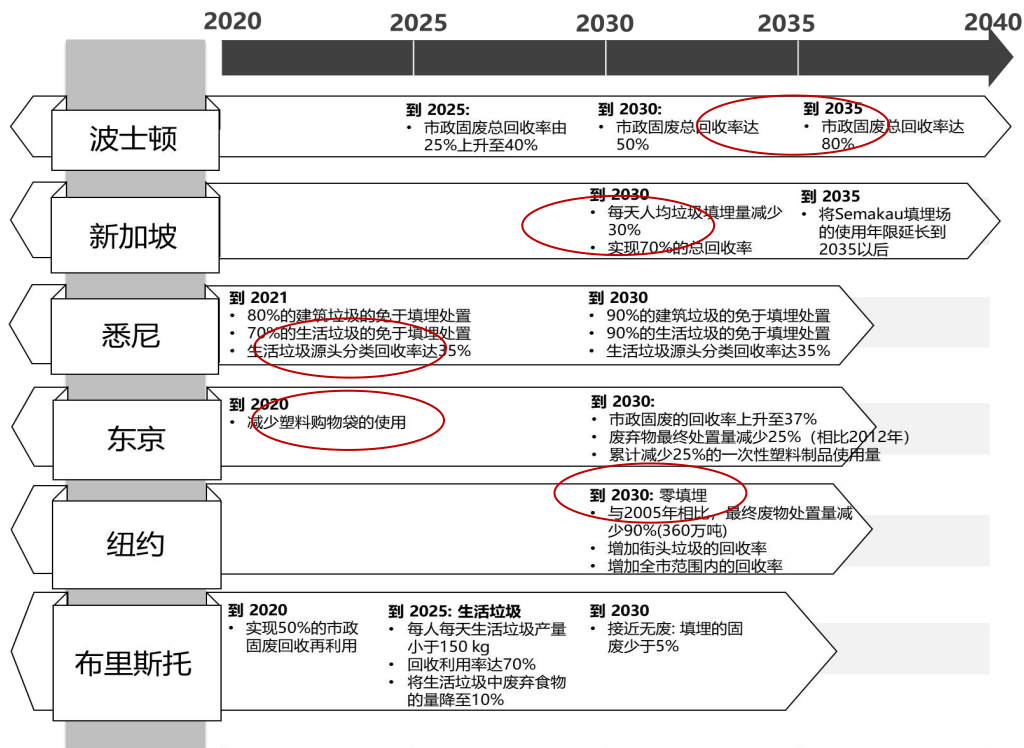 2020 2025 2030 2035 2040
波士顿
到 2025:
• 市政固废总回收率由
25%上升至40%
到 2030:
• 市政固废总回收率达
50%
到 2035
• 市政固废总回收率达
80%
新加坡
到 2030
• 每天人均垃圾填埋量减少
30%
• 实现70%的总回收率
到 2035
• 将Semakau填埋场
的使用年限延长到
2035以后
悉尼
到 2021
• 80%的建筑垃圾的免于填埋处置
• 70%的生活垃圾的免于填埋处置
• 生活垃圾源头分类回收率达35%
到 2030
• 90%的建筑垃圾的免于填埋处置
• 90%的生活垃圾的免于填埋处置
• 生活垃圾源头分类回收率达35%
东京
到 2020
• 减少塑料购物袋的使用
到 2030:
• 市政固废的回收率上升至37%
• 废弃物最终处置量减少25%（相比2012年）
• 累计减少25%的一次性塑料制品使用量
纽约
到 2030: 零填埋
• 与2005年相比，最终废物处置量减
少90%(360万吨)
• 增加街头垃圾的回收率
• 增加全市范围内的回收率
布里斯托
到 2020
• 实现50%的市政
固废回收再利用
到 2025: 生活垃圾
• 每人每天生活垃圾产量
小于150 kg
• 回收利用率达70%
• 将生活垃圾中废弃食物
的量降至10%
到 2030
• 接近无废: 填埋的固
废少于5%